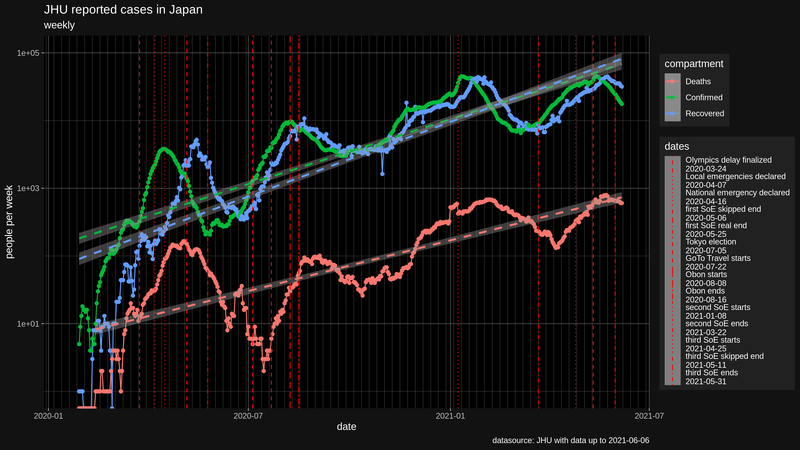 JHU reported cases in Japan
weekly
people per week
1e+05
1e+03
1e+01
2020-01
2020-07
2021-01
2021-07
date
compartment
Deaths
Confirmed
Recovered
dates
Olympics delay finalized
2020-03-24
Local emergencies declared
2020-04-07
National emergency declared
2020-04-16
first SoE skipped end
2020-05-06
first SoE real end
2020-05-25
Tokyo election
2020-07-05
GoTo Travel starts
2020-07-22
Obon starts
2020-08-08
Obon ends
2020-08-16
second SoE starts
2021-01-08
second SoE ends
2021-03-22
third SoE starts
2021-04-25
third SoE skipped end
2021-05-11
third SoE ends
2021-05-31
datasource: JHU with data up to 2021-06-06